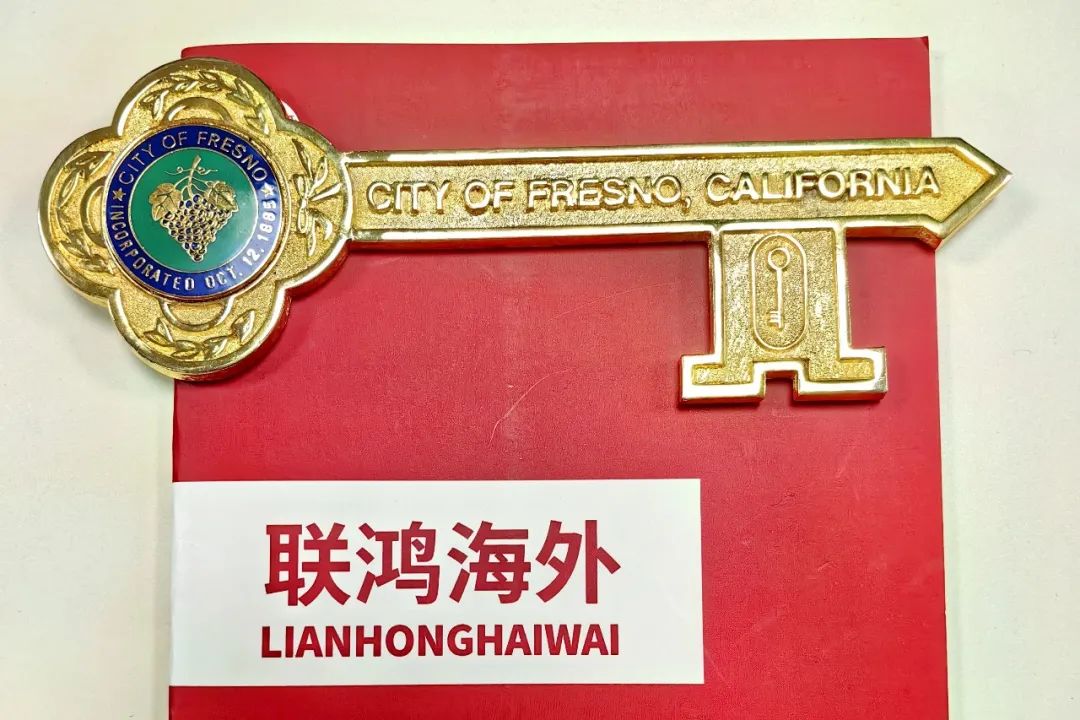 CITY OF FRESNO
INCORPORATED OCT. 12. 1885
CITY OF FRESNO, CALIFORNIA
联鸿海外
LIANHONGHAIWAI